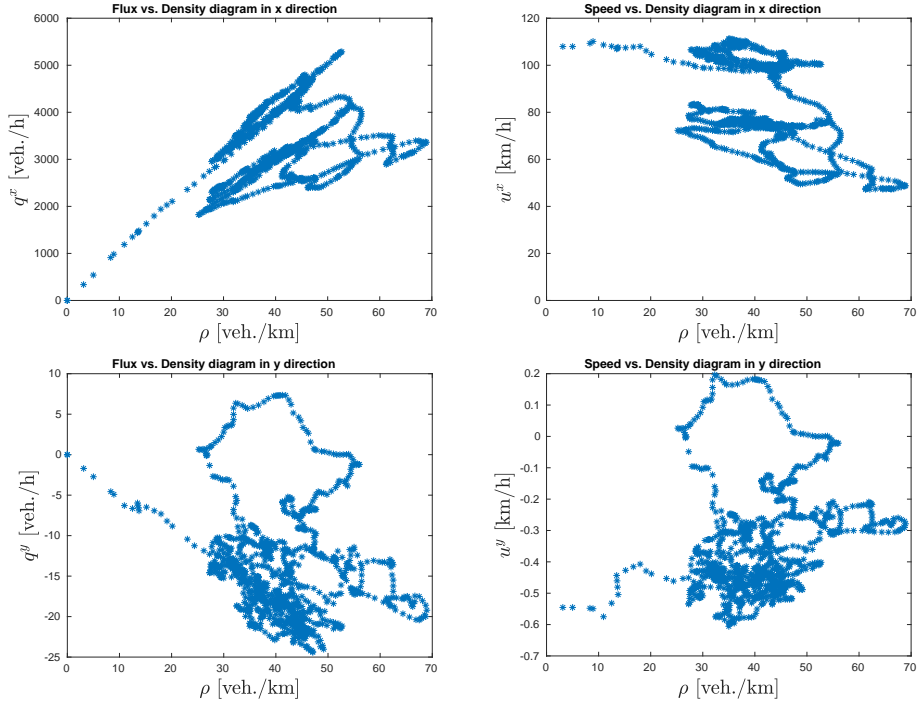 Flux vs. Density diagram in x direction
6000
5000
4000
3000
2000
1000
0
q^x [veh./h]
0 10 20 30 40 50 60 70
ρ [veh./km]
Speed vs. Density diagram in x direction
120
100
80
60
40
20
0
u^x [km/h]
0 10 20 30 40 50 60 70
ρ [veh./km]
Flux vs. Density diagram in y direction
10
5
0
-5
-10
-15
-20
-25
q^y [veh./h]
0 10 20 30 40 50 60 70
ρ [veh./km]
Speed vs. Density diagram in y direction
0.2
0.1
0
-0.1
-0.2
-0.3
-0.4
-0.5
-0.6
-0.7
u^y [km/h]
0 10 20 30 40 50 60 70
ρ [veh./km]